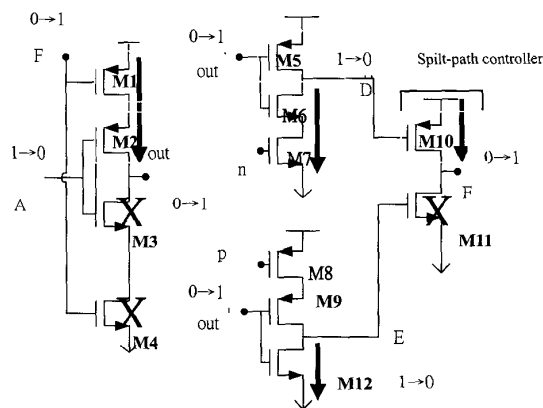 0→1
F
M1
M2
1→0
A
out
0→1
M3
M4
0→1
out
M5
M6
M7
n
1→0
D
Spilt-path controller
M10
0→1
F
M11
p
M8
0→1
out
M9
E
M12
1→0